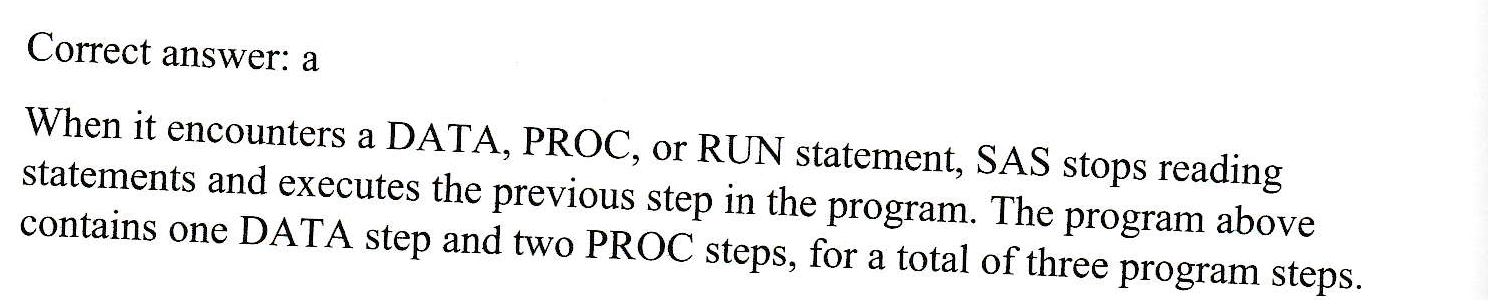 Correct answer: a
When it encounters a DATA, PROC, or RUN statement, SAS stops reading
statements and executes the previous step in the program. The program above
contains one DATA step and two PROC steps, for a total of three program steps.